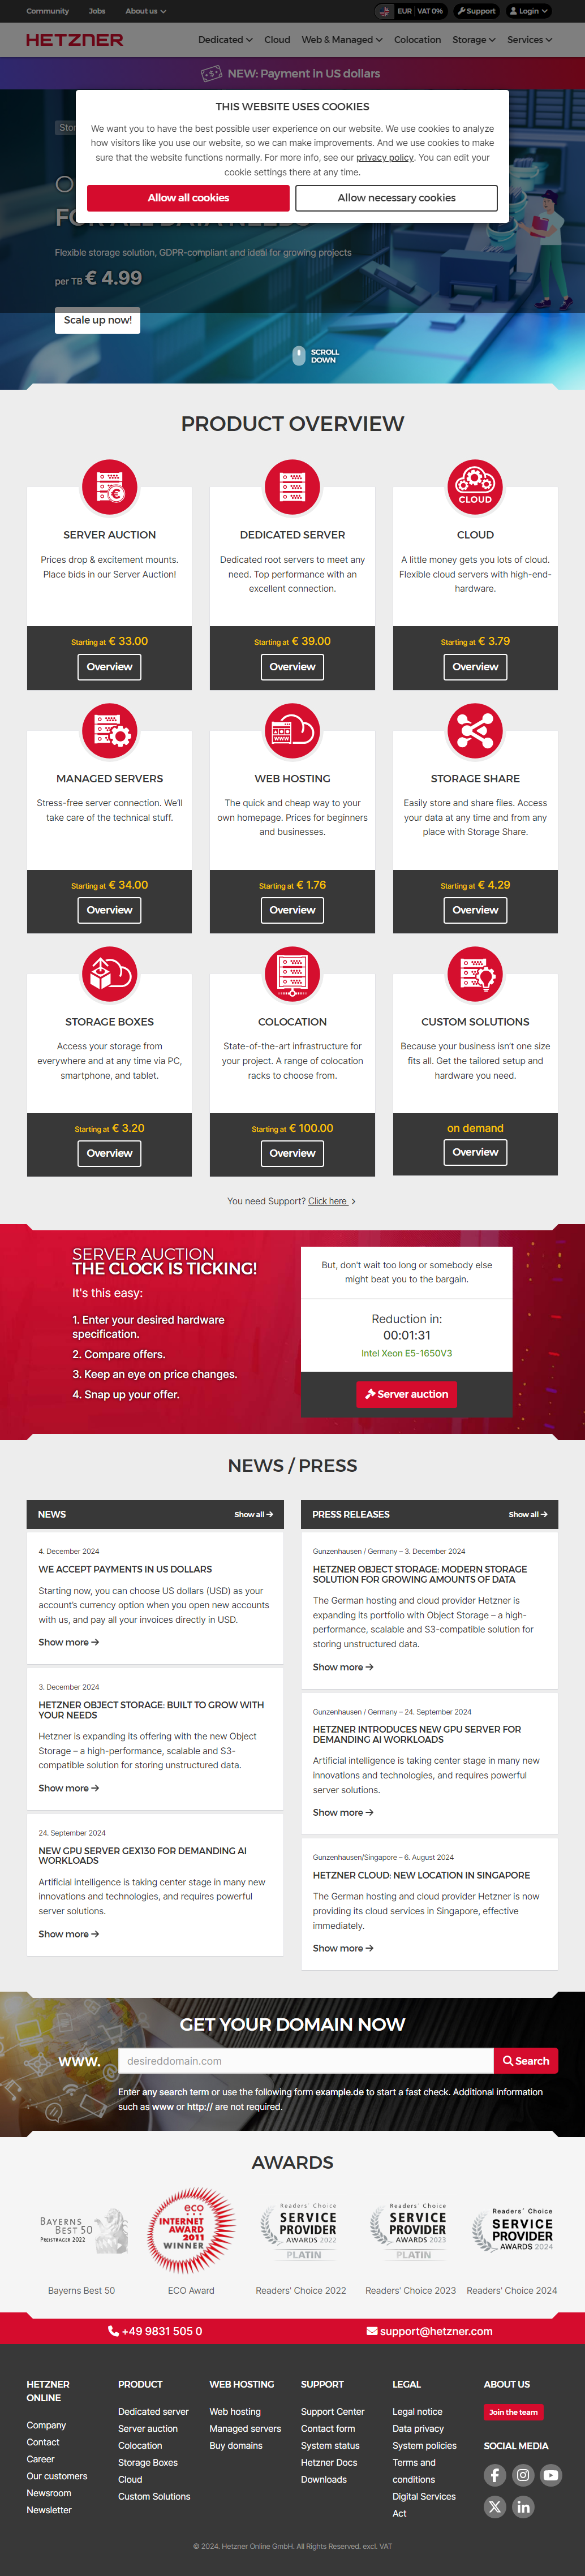 Community Jobs About us EUR | VAT 0% Support Login
HETZNER Dedicated Cloud Web & Managed Colocation Storage Services
NEW: Payment in US dollars
THIS WEBSITE USES COOKIES
We want to have the best possible user experience on our website. We use cookies to analyze
how visitors like you use our website, so we can make improvements. And we use cookies to make
sure that the website functions normally. For more info, see our privacy policy. You can edit your
cookie settings there at any time.
Allow all cookies Allow necessary cookies
FOR ALL DATA NEEDS
Flexible storage solution, GDPR-compliant and ideal for growing projects
per TB € 4.99
Scale up now!
SCROLL
DOWN
PRODUCT OVERVIEW
CLOUD
SERVER AUCTION
Prices drop & excitement mounts.
Place bids in our Server Auction!
Starting at € 33.00
Overview
DEDICATED SERVER
Dedicated root servers to meet any
need. Top performance with an
excellent connection.
Starting at € 39.00
Overview
CLOUD
A little money gets you lots of cloud.
Flexible cloud servers with high-end-
hardware.
Starting at € 3.79
Overview
MANAGED SERVERS
Stress-free server connection. We'll
take care of the technical stuff.
Starting at € 34.00
Overview
WEB HOSTING
The quick and cheap way to your
own homepage. Prices for beginners
and businesses.
Starting at € 1.76
Overview
STORAGE SHARE
Easily store and share files. Access
your data at any time and from any
place with Storage Share.
Starting at € 4.29
Overview
STORAGE BOXES
Access your storage from
everywhere and at any time via PC,
smartphone, and tablet.
Starting at € 3.20
Overview
COLOCATION
State-of-the-art infrastructure for
your project. A range of colocation
racks to choose from.
Starting at € 100.00
Overview
CUSTOM SOLUTIONS
Because your business isn't one size
fits all. Get the tailored setup and
hardware you need.
on demand
Overview
You need Support? Click here
SERVER AUCTION
THE CLOCK IS TICKING!
It's this easy:
1. Enter your desired hardware
specification.
2. Compare offers.
3. Keep an eye on price changes.
4. Snap up your offer.
But, don't wait too long or somebody else
might beat you to the bargain.
Reduction in:
00:01:31
Intel Xeon E5-1650V3
Server auction
NEWS / PRESS
NEWS Show all
4. December 2024
WE ACCEPT PAYMENTS IN US DOLLARS
Starting now, you can choose US dollars (USD) as your
account's currency option when you open new accounts
with us, and pay all your invoices directly in USD.
Show more
3. December 2024
HETZNER OBJECT STORAGE: BUILT TO GROW WITH
YOUR NEEDS
Hetzner is expanding its offering with the new Object
Storage – a high-performance, scalable and S3-
compatible solution for storing unstructured data.
Show more
24. September 2024
NEW GPU SERVER GEX130 FOR DEMANDING AI
WORKLOADS
Artificial intelligence is taking center stage in many new
innovations and technologies, and requires powerful
server solutions.
Show more
PRESS RELEASES Show all
Gunzenhausen / Germany – 3. December 2024
HETZNER OBJECT STORAGE: MODERN STORAGE
SOLUTION FOR GROWING AMOUNTS OF DATA
The German hosting and cloud provider Hetzner is
expanding its portfolio with Object Storage – a high-
performance, scalable and S3-compatible solution for
storing unstructured data.
Show more
Gunzenhausen / Germany – 24. September 2024
HETZNER INTRODUCES NEW GPU SERVER FOR
DEMANDING AI WORKLOADS
Artificial intelligence is taking center stage in many new
innovations and technologies, and requires powerful
server solutions.
Show more
Gunzenhausen/Singapore – 6. August 2024
HETZNER CLOUD: NEW LOCATION IN SINGAPORE
The German hosting and cloud provider Hetzner is now
providing its cloud services in Singapore, effective
immediately.
Show more
GET YOUR DOMAIN NOW
www. desireddomain.com Search
Enter any search term or use the following form example.de to start a fast check. Additional information
such as www or http:// are not required.
AWARDS
BAYERNS
BEST 50
PREISTRÄGER 2022
eco
INTERNET
AWARD
2011
WINNER
Readers' Choice
SERVICE
PROVIDER
AWARDS 2022
PLATIN
Readers' Choice
SERVICE
PROVIDER
AWARDS 2023
PLATIN
Readers' Choice
SERVICE
PROVIDER
AWARDS 2024
Bayerns Best 50 ECO Award Readers' Choice 2022 Readers' Choice 2023 Readers' Choice 2024
+49 9831 505 0 support@hetzner.com
HETZNER
ONLINE
Company
Contact
Career
Our customers
Newsroom
Newsletter
PRODUCT
Dedicated server
Server auction
Colocation
Storage Boxes
Cloud
Custom Solutions
WEB HOSTING
Web hosting
Managed servers
Buy domains
SUPPORT
Support Center
Contact form
System status
Hetzner Docs
Downloads
LEGAL
Legal notice
Data privacy
System policies
Terms and
conditions
Digital Services
Act
ABOUT US
Join the team
SOCIAL MEDIA
© 2024. Hetzner Online GmbH. All Rights Reserved. excl. VAT